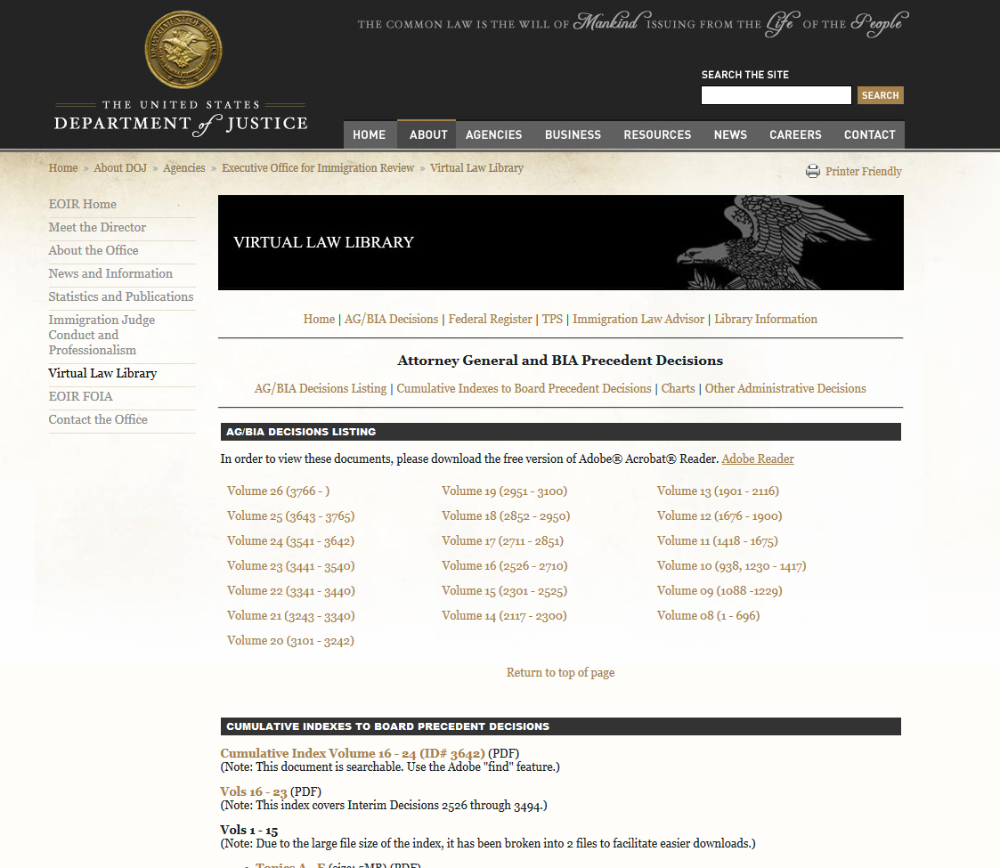 THE COMMON LAW IS THE WILL OF Mankind ISSUING FROM THE Life OF THE People
SEARCH THE SITE
SEARCH
THE UNITED STATES
DEPARTMENT of JUSTICE
HOME ABOUT AGENCIES BUSINESS RESOURCES NEWS CAREERS CONTACT
Home » About DOJ » Agencies » Executive Office for Immigration Review » Virtual Law Library
Printer Friendly
EOIR Home
Meet the Director
About the Office
News and Information
Statistics and Publications
Immigration Judge
Conduct and
Professionalism
Virtual Law Library
EOIR FOIA
Contact the Office
VIRTUAL LAW LIBRARY
Home | AG/BIA Decisions | Federal Register | TPS | Immigration Law Advisor | Library Information
Attorney General and BIA Precedent Decisions
AG/BIA Decisions Listing | Cumulative Indexes to Board Precedent Decisions | Charts | Other Administrative Decisions
AG/BIA DECISIONS LISTING
In order to view these documents, please download the free version of Adobe® Acrobat® Reader. Adobe Reader
Volume 26 (3766 - ) Volume 19 (2951 - 3100) Volume 13 (1901 - 2116)
Volume 25 (3643 - 3765) Volume 18 (2852 - 2950) Volume 12 (1676 - 1900)
Volume 24 (3541 - 3642) Volume 17 (2711 - 2851) Volume 11 (1418 - 1675)
Volume 23 (3441 - 3540) Volume 16 (2526 - 2710) Volume 10 (938, 1230 - 1417)
Volume 22 (3341 - 3440) Volume 15 (2301 - 2525) Volume 09 (1088 -1229)
Volume 21 (3243 - 3340) Volume 14 (2117 - 2300) Volume 08 (1 - 696)
Volume 20 (3101 - 3242)
Return to top of page
CUMULATIVE INDEXES TO BOARD PRECEDENT DECISIONS
Cumulative Index Volume 16 - 24 (ID# 3642) (PDF)
(Note: This document is searchable. Use the Adobe "find" feature.)
Vols 16 - 23 (PDF)
(Note: This index covers Interim Decisions 2526 through 3494.)
Vols 1 - 15
(Note: Due to the large file size of the index, it has been broken into 2 files to facilitate easier downloads.)
• Topics A - (size: 5MB) (PDF)